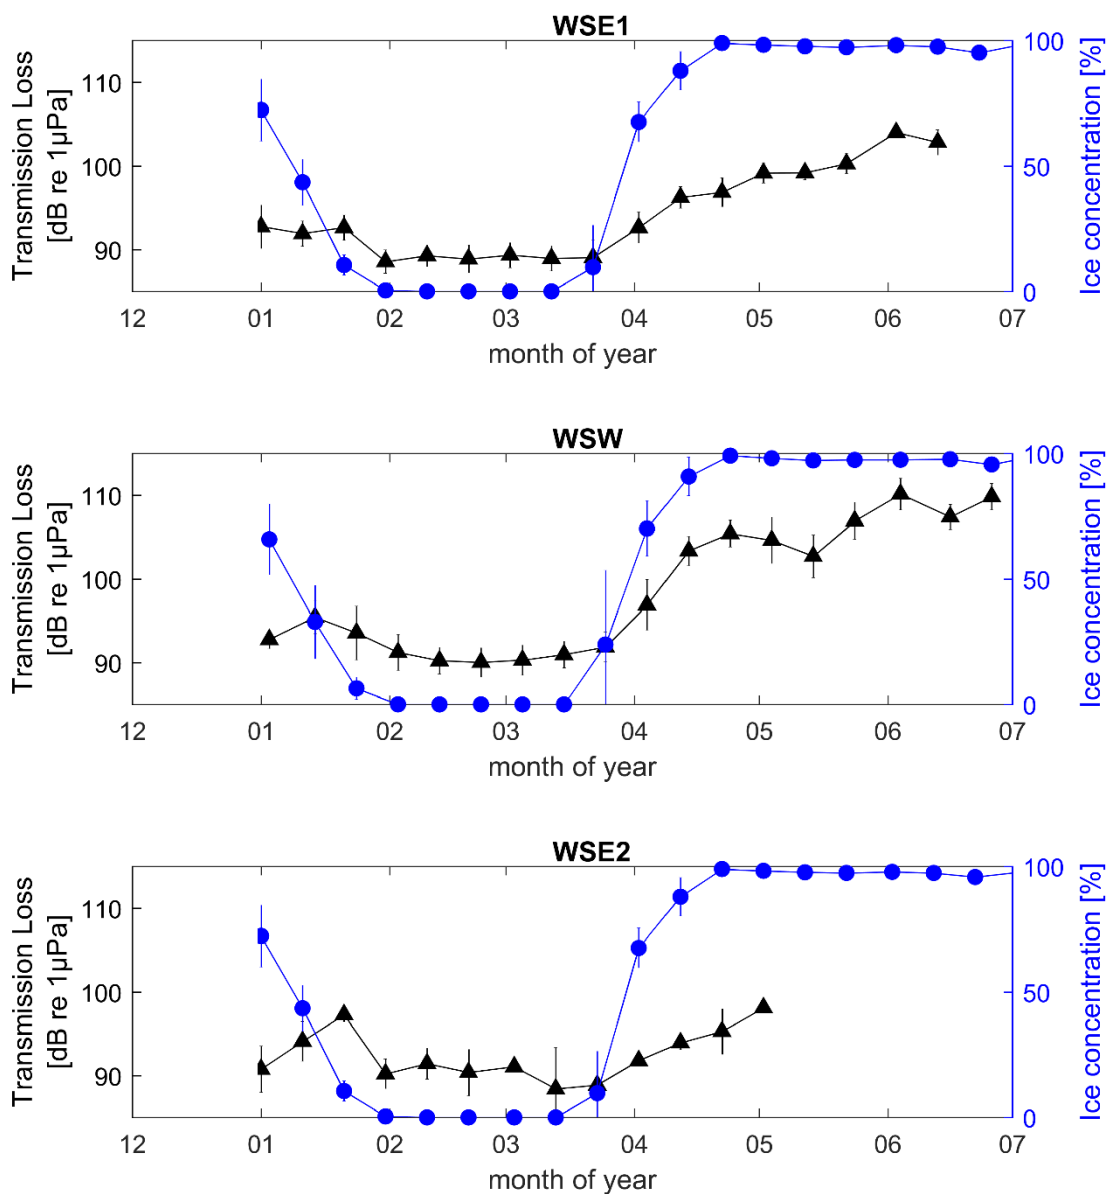 WSE1
Transmission Loss
[dB re 1µPa]
110
100
90
100
50
0
Ice concentration [%]
12 01 02 03 04 05 06 07
month of year
WSW
Transmission Loss
[dB re 1µPa]
110
100
90
100
50
0
Ice concentration [%]
12 01 02 03 04 05 06 07
month of year
WSE2
Transmission Loss
[dB re 1µPa]
110
100
90
100
50
0
Ice concentration [%]
12 01 02 03 04 05 06 07
month of year